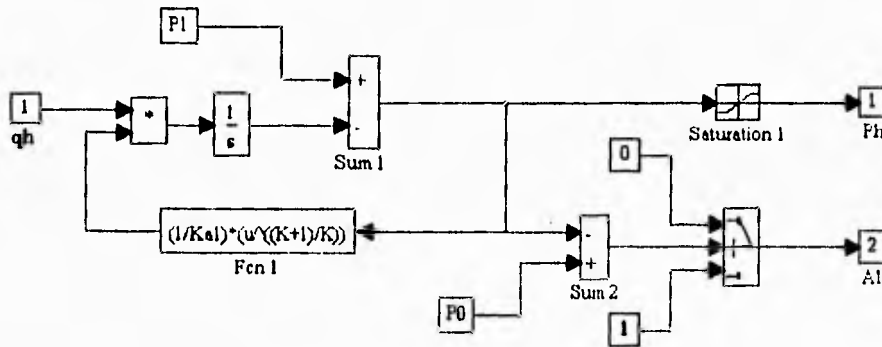 P1
1
qh
*
1
s
+
-
Sum 1
Saturation 1
1
Ph
0
(1/Ka1)*(u^((K+1)/K))
Fcn 1
-
+
Sum 2
P0
1
2
A1